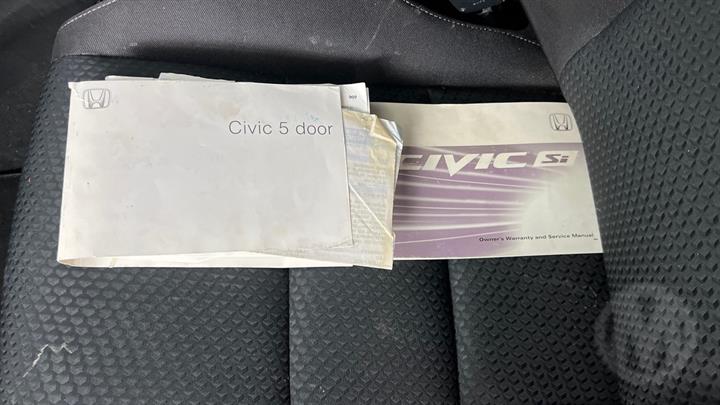 Civic 5 door
CIVIC Si
Owner's Warranty and Service Manual